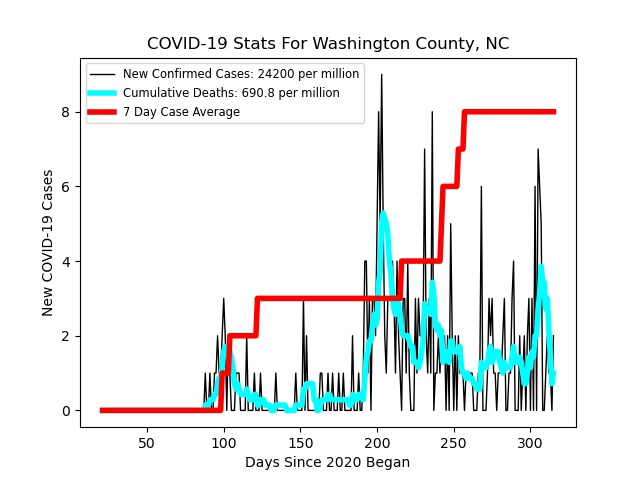 COVID-19 Stats For Washington County, NC
New Confirmed Cases: 24200 per million
Cumulative Deaths: 690.8 per million
7 Day Case Average
8
6
4
2
0
New COVID-19 Cases
50 100 150 200 250 300
Days Since 2020 Began